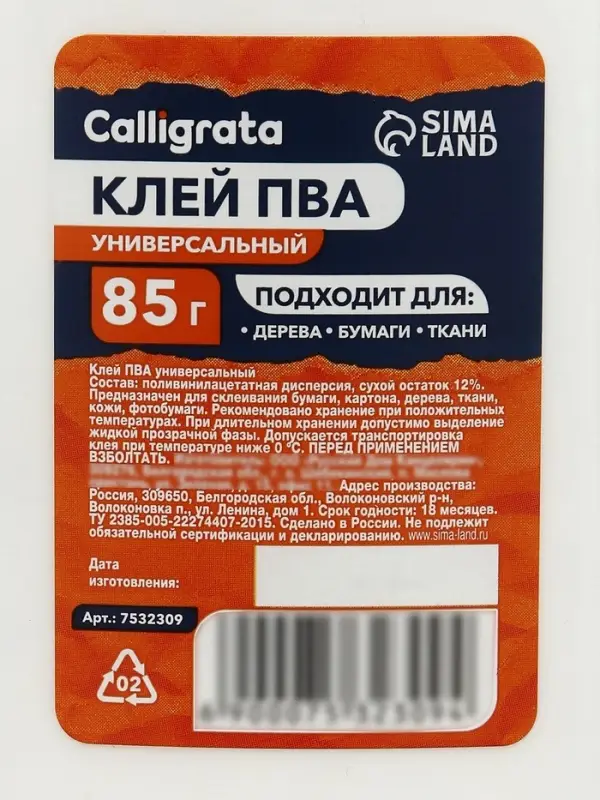 Calligrata
SIMA
LAND
КЛЕЙ ПВА
УНИВЕРСАЛЬНЫЙ
85 г
ПОДХОДИТ ДЛЯ:
• ДЕРЕВА • БУМАГИ • ТКАНИ
Клей ПВА универсальный
Состав: поливинилацетатная дисперсия, сухой остаток 12%.
Предназначен для склеивания бумаги, картона, дерева, ткани,
кожи, фотобумаги. Рекомендовано хранение при положительных
температурах. При длительном хранении допустимо выделение
жидкой прозрачной фазы. Допускается транспортировка
клея при температуре ниже 0 °С. ПЕРЕД ПРИМЕНЕНИЕМ
ВЗБОЛТАТЬ.
Адрес производства:
Россия, 309650, Белгородская обл., Волоконовский р-н,
Волоконовка п., ул. Ленина, дом 1. Срок годности: 18 месяцев.
ТУ 2385-005-22274407-2015. Сделано в России. Не подлежит
обязательной сертификации и декларированию. www.sima-land.ru
Дата
изготовления:
Арт.: 7532309
02